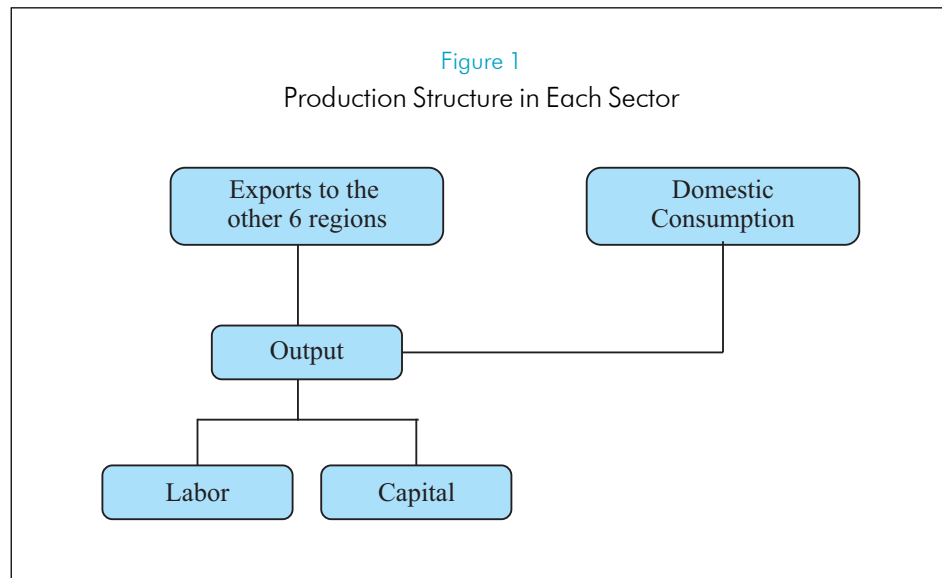 Figure 1
Production Structure in Each Sector
Exports to the
other 6 regions
Domestic
Consumption
Output
Labor
Capital